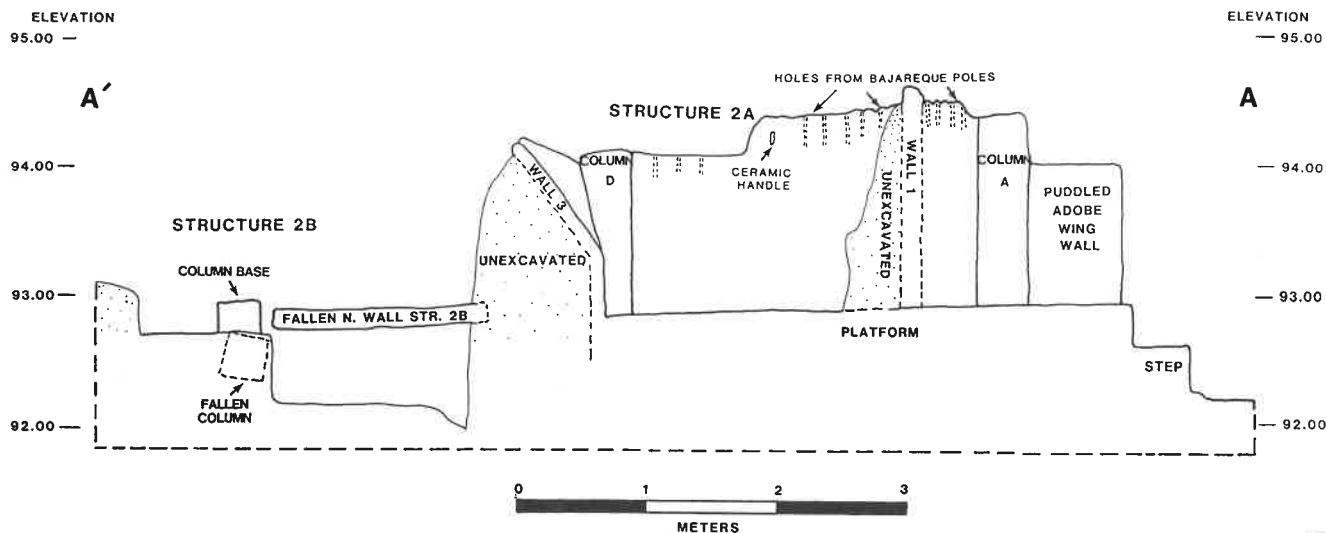 ELEVATION
95.00
A′
94.00
93.00
92.00
STRUCTURE 2B
COLUMN BASE
FALLEN N. WALL STR. 2B
FALLEN
COLUMN
UNEXCAVATED
WALL 3
STRUCTURE 2A
COLUMN
D
HOLES FROM BAJAREQUE POLES
CERAMIC
HANDLE
UNEXCAVATED
WALL 1
COLUMN
A
PUDDLED
ADOBE
WING
WALL
PLATFORM
STEP
ELEVATION
95.00
A
94.00
93.00
92.00
0 1 2 3
METERS